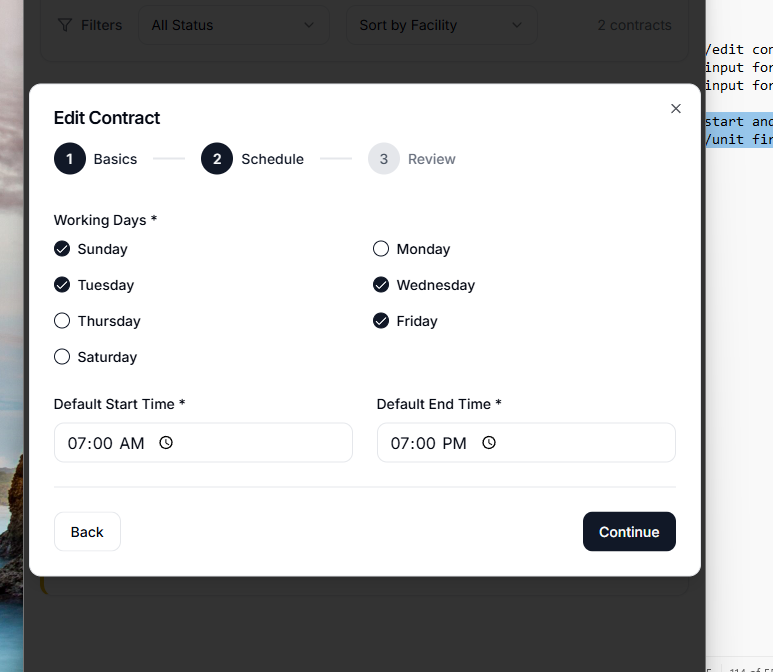 Filters All Status Sort by Facility 2 contracts
/edit con
input for
input for
start and
/unit fir
Edit Contract
1 Basics 2 Schedule 3 Review
Working Days *
Sunday Monday
Tuesday Wednesday
Thursday Friday
Saturday
Default Start Time * Default End Time *
07:00 AM 07:00 PM
Back Continue